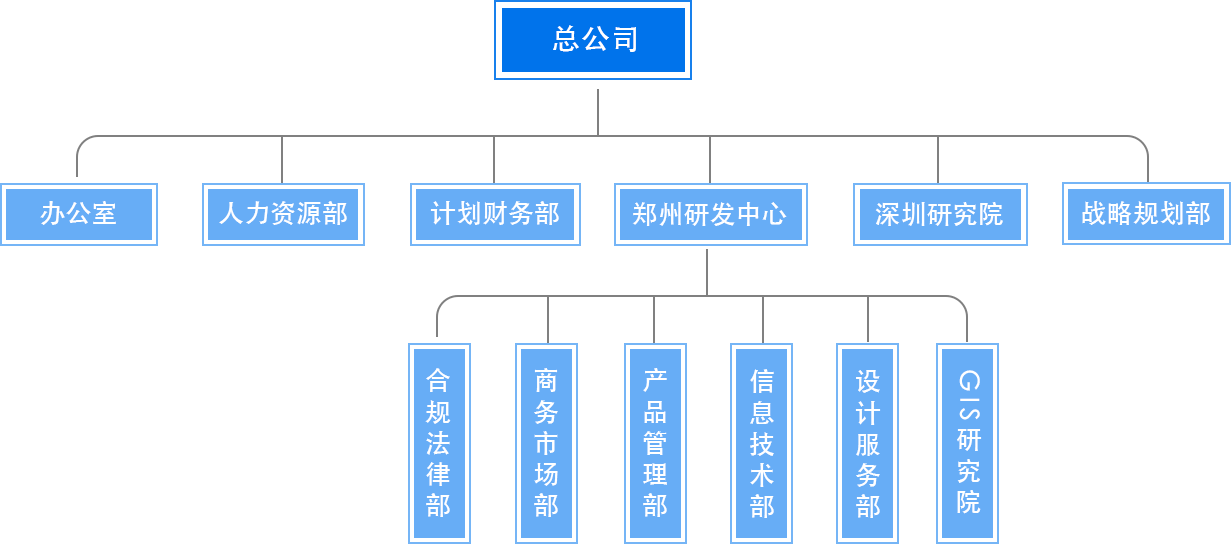 总公司
办公室
人力资源部
计划财务部
郑州研发中心
深圳研究院
战略规划部
合规法律部
商务市场部
产品管理部
信息技术部
设计服务部
GIS研究院